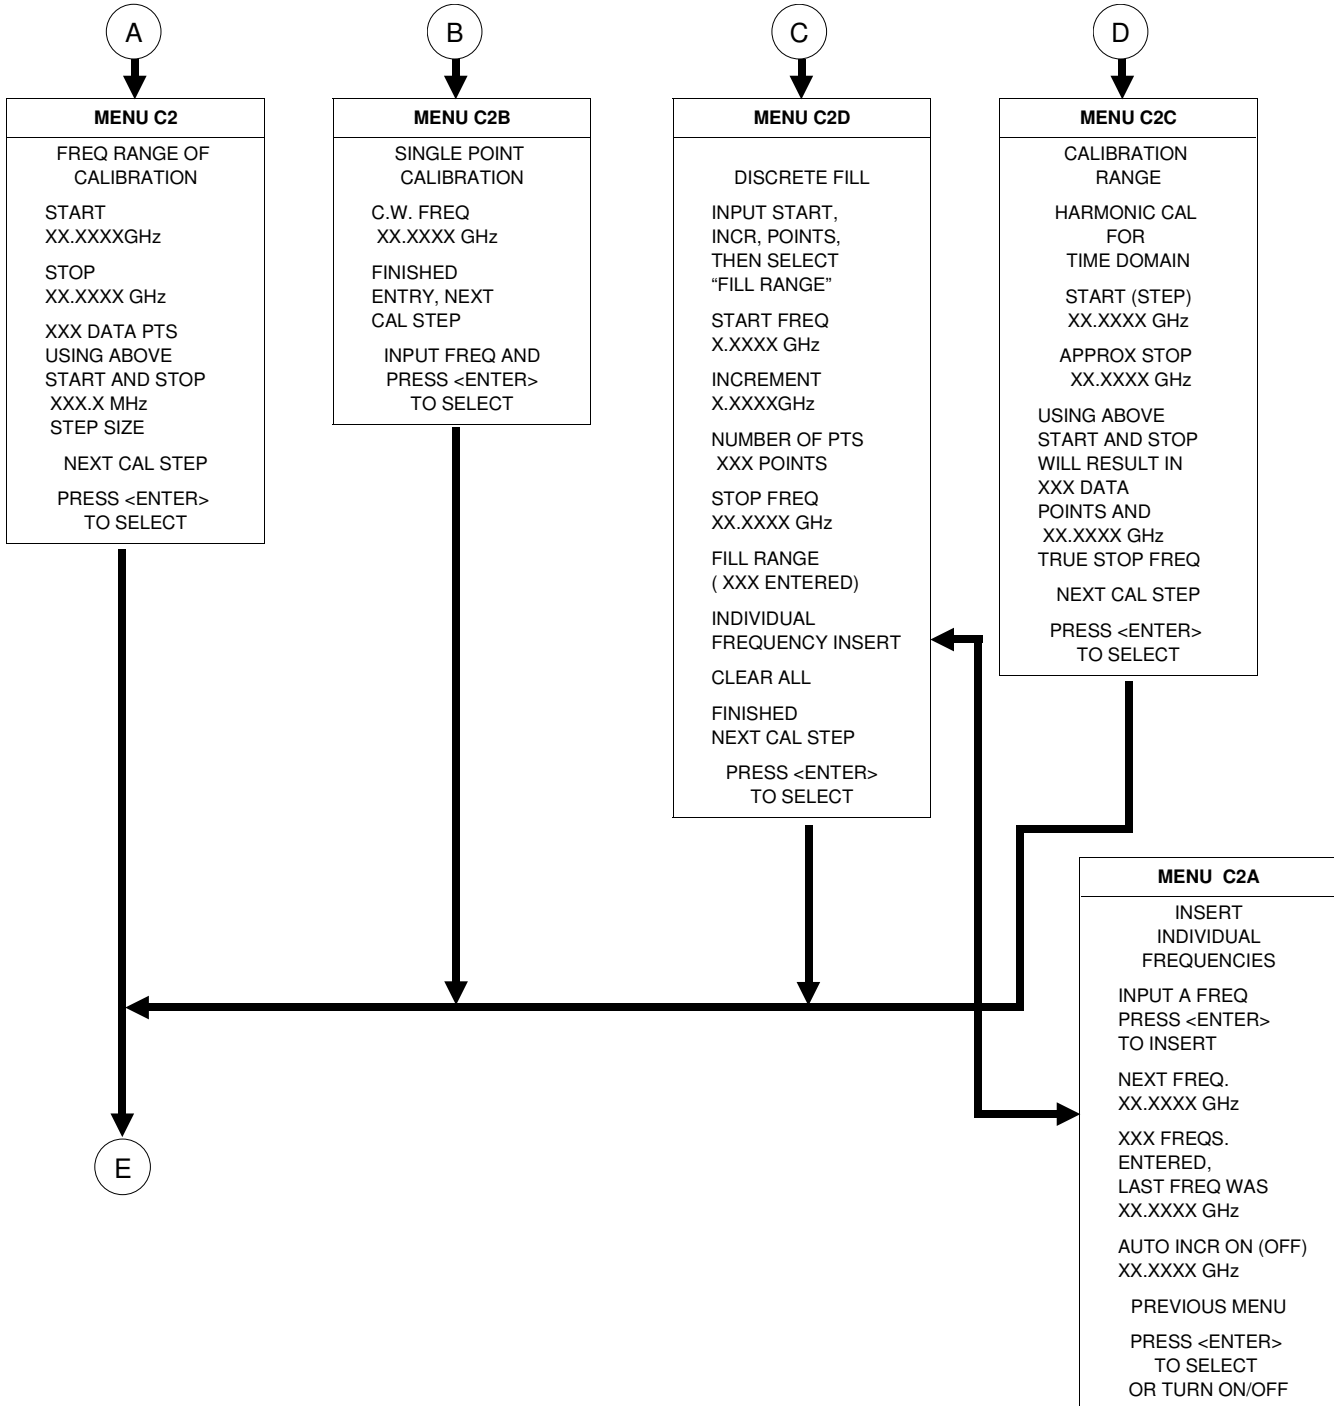 A
B
C
D
MENU C2
FREQ RANGE OF
CALIBRATION
START
XX.XXXXGHz
STOP
XX.XXXX GHz
XXX DATA PTS
USING ABOVE
START AND STOP
XXX.X MHz
STEP SIZE
NEXT CAL STEP
PRESS <ENTER>
TO SELECT
MENU C2B
SINGLE POINT
CALIBRATION
C.W. FREQ
XX.XXXX GHz
FINISHED
ENTRY, NEXT
CAL STEP
INPUT FREQ AND
PRESS <ENTER>
TO SELECT
MENU C2D
DISCRETE FILL
INPUT START,
INCR, POINTS,
THEN SELECT
“FILL RANGE”
START FREQ
X.XXXX GHz
INCREMENT
X.XXXXGHz
NUMBER OF PTS
XXX POINTS
STOP FREQ
XX.XXXX GHz
FILL RANGE
( XXX ENTERED)
INDIVIDUAL
FREQUENCY INSERT
CLEAR ALL
FINISHED
NEXT CAL STEP
PRESS <ENTER>
TO SELECT
MENU C2C
CALIBRATION
RANGE
HARMONIC CAL
FOR
TIME DOMAIN
START (STEP)
XX.XXXX GHz
APPROX STOP
XX.XXXX GHz
USING ABOVE
START AND STOP
WILL RESULT IN
XXX DATA
POINTS AND
XX.XXXX GHz
TRUE STOP FREQ
NEXT CAL STEP
PRESS <ENTER>
TO SELECT
MENU C2A
INSERT
INDIVIDUAL
FREQUENCIES
INPUT A FREQ
PRESS <ENTER>
TO INSERT
NEXT FREQ.
XX.XXXX GHz
XXX FREQS.
ENTERED,
LAST FREQ WAS
XX.XXXX GHz
AUTO INCR ON (OFF)
XX.XXXX GHz
PREVIOUS MENU
PRESS <ENTER>
TO SELECT
OR TURN ON/OFF
E